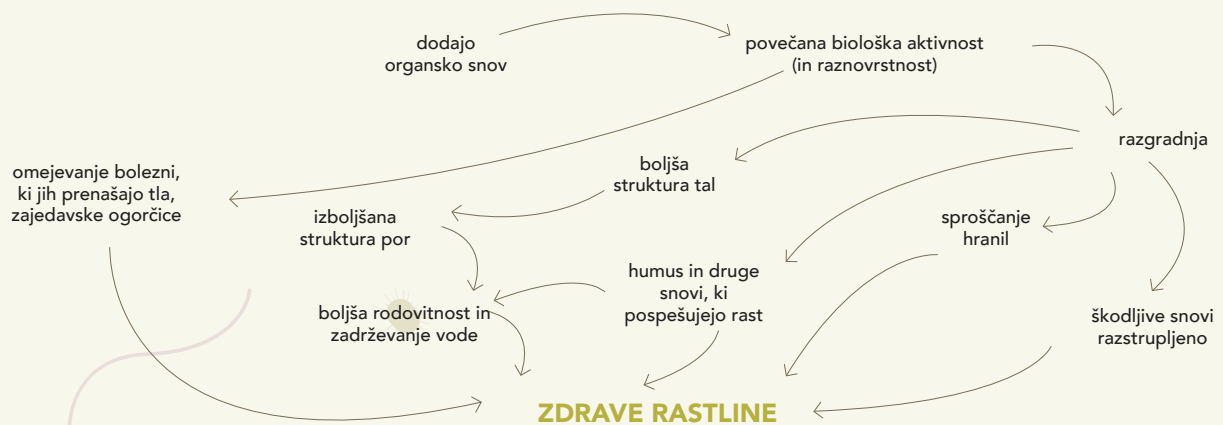 dodajo
organsko snov
povečana biološka aktivnost
(in raznovrstnost)
razgradnja
omejevanje bolezni,
ki jih prenašajo tla,
zajedavske ogorčice
boljša
struktura tal
izboljšana
struktura por
sproščanje
hranil
humus in druge
snovi, ki
pospešujejo rast
boljša rodovitnost in
zadrževanje vode
škodljive snovi
razstrupljeno
ZDRAVE RASTLINE